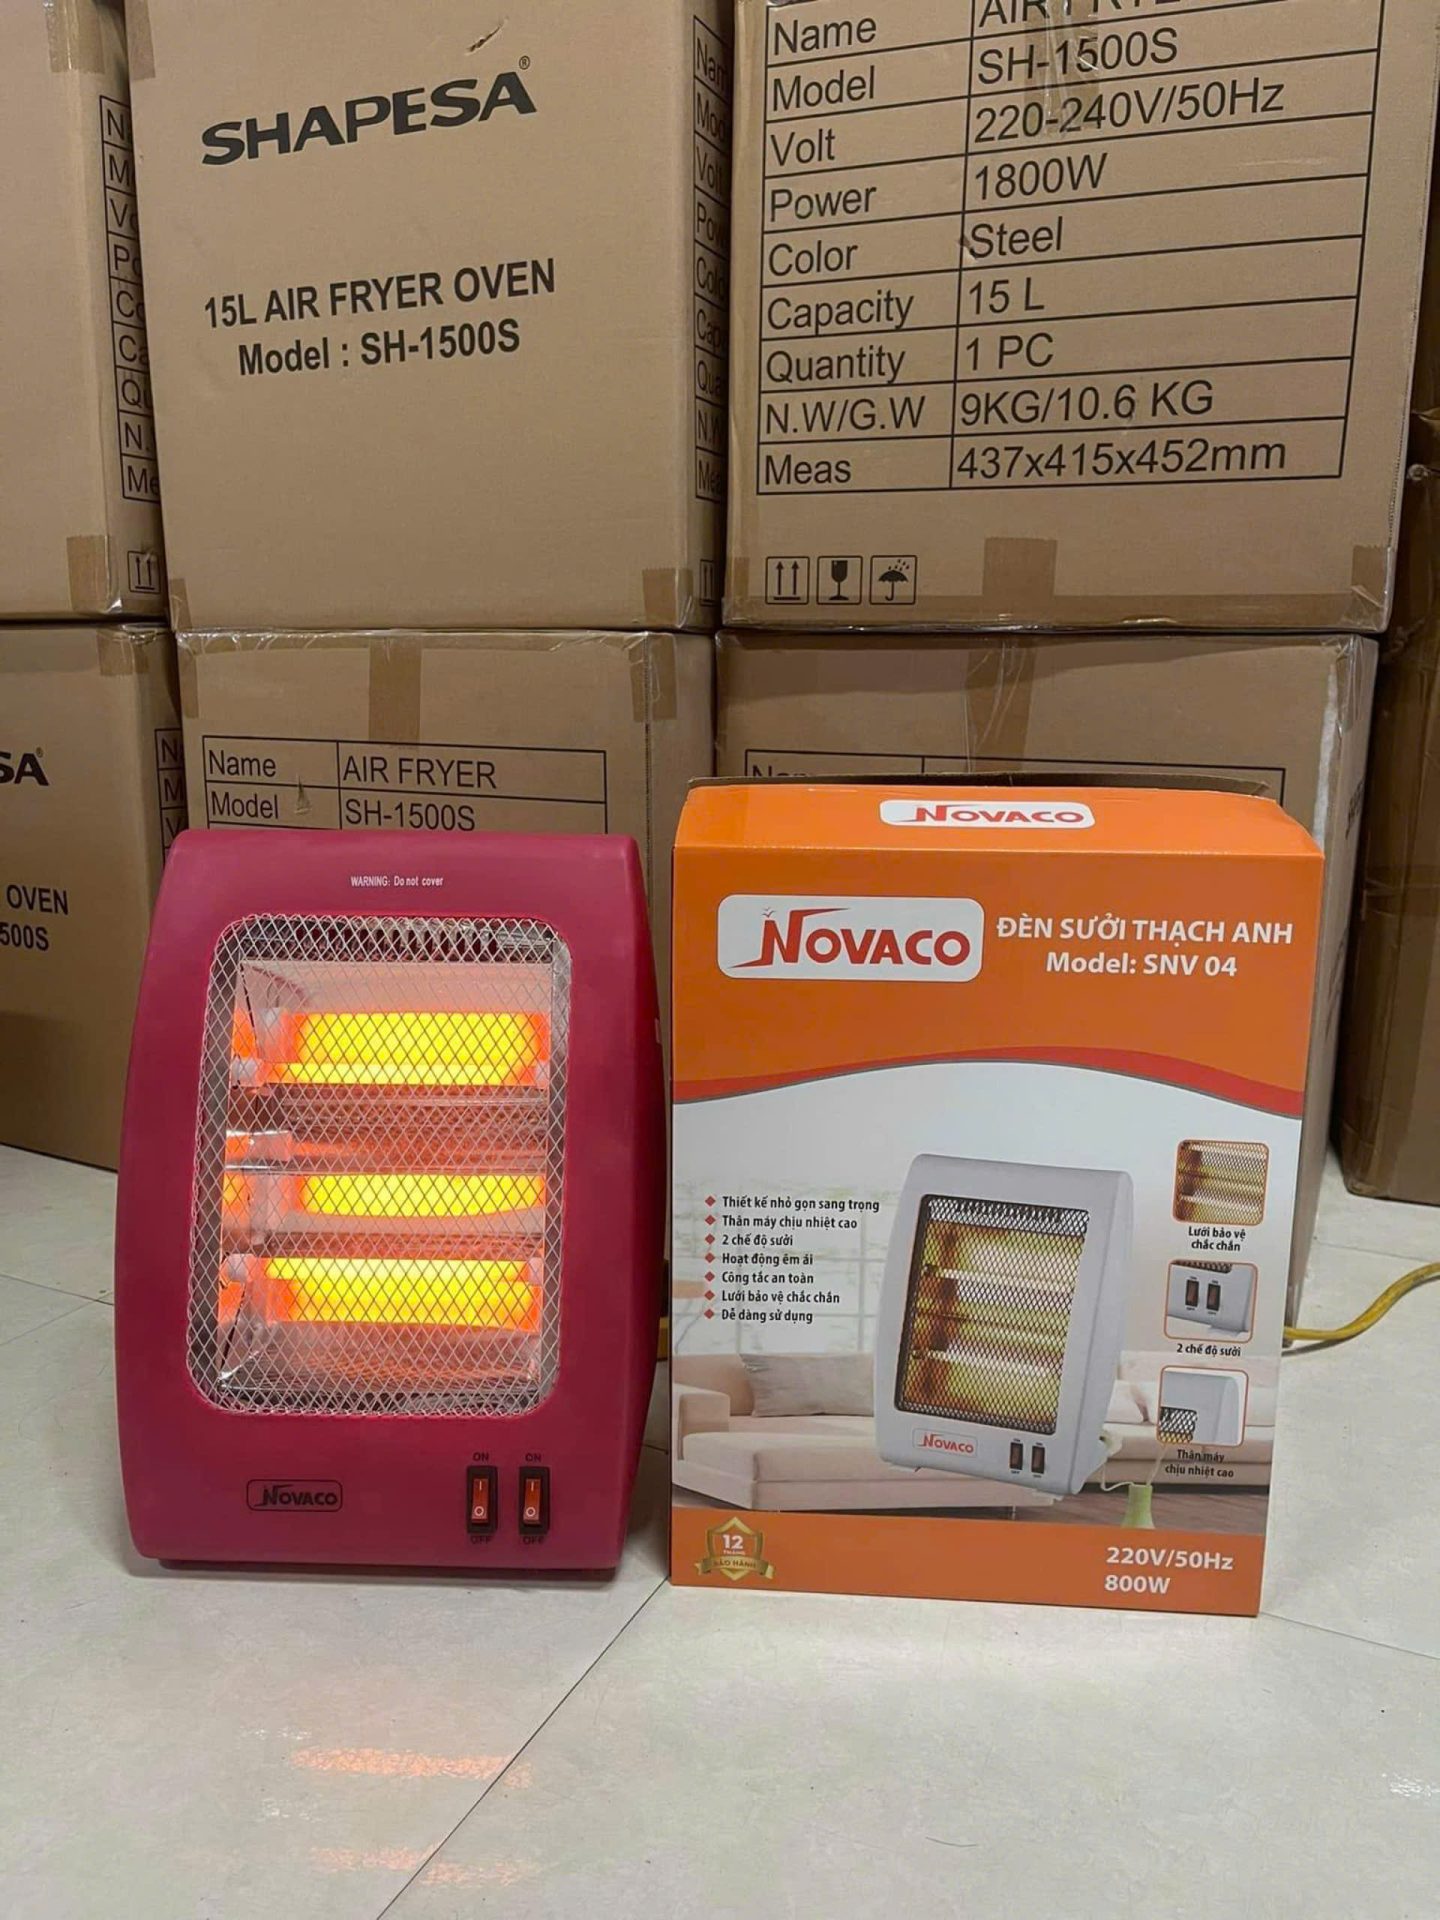 SHAPESA®
15L AIR FRYER OVEN
Model : SH-1500S
Name
Model SH-1500S
Volt 220-240V/50Hz
Power 1800W
Color Steel
Capacity 15 L
Quantity 1 PC
N.W/G.W 9KG/10.6 KG
Meas 437x415x452mm
SA®
OVEN
500S
Name AIR FRYER
Model SH-1500S
WARNING: Do not cover
NOVACO
ON ON
OFF OFF
NOVACO
NOVACO
ĐÈN SƯỞI THẠCH ANH
Model: SNV 04
Thiết kế nhỏ gọn sang trọng
Thân máy chịu nhiệt cao
2 chế độ sưởi
Hoạt động êm ái
Công tắc an toàn
Lưới bảo vệ chắc chắn
Dễ dàng sử dụng
Lưới bảo vệ
chắc chắn
2 chế độ sưởi
Thân máy
chịu nhiệt cao
NOVACO
12
THÁNG
BẢO HÀNH
220V/50Hz
800W